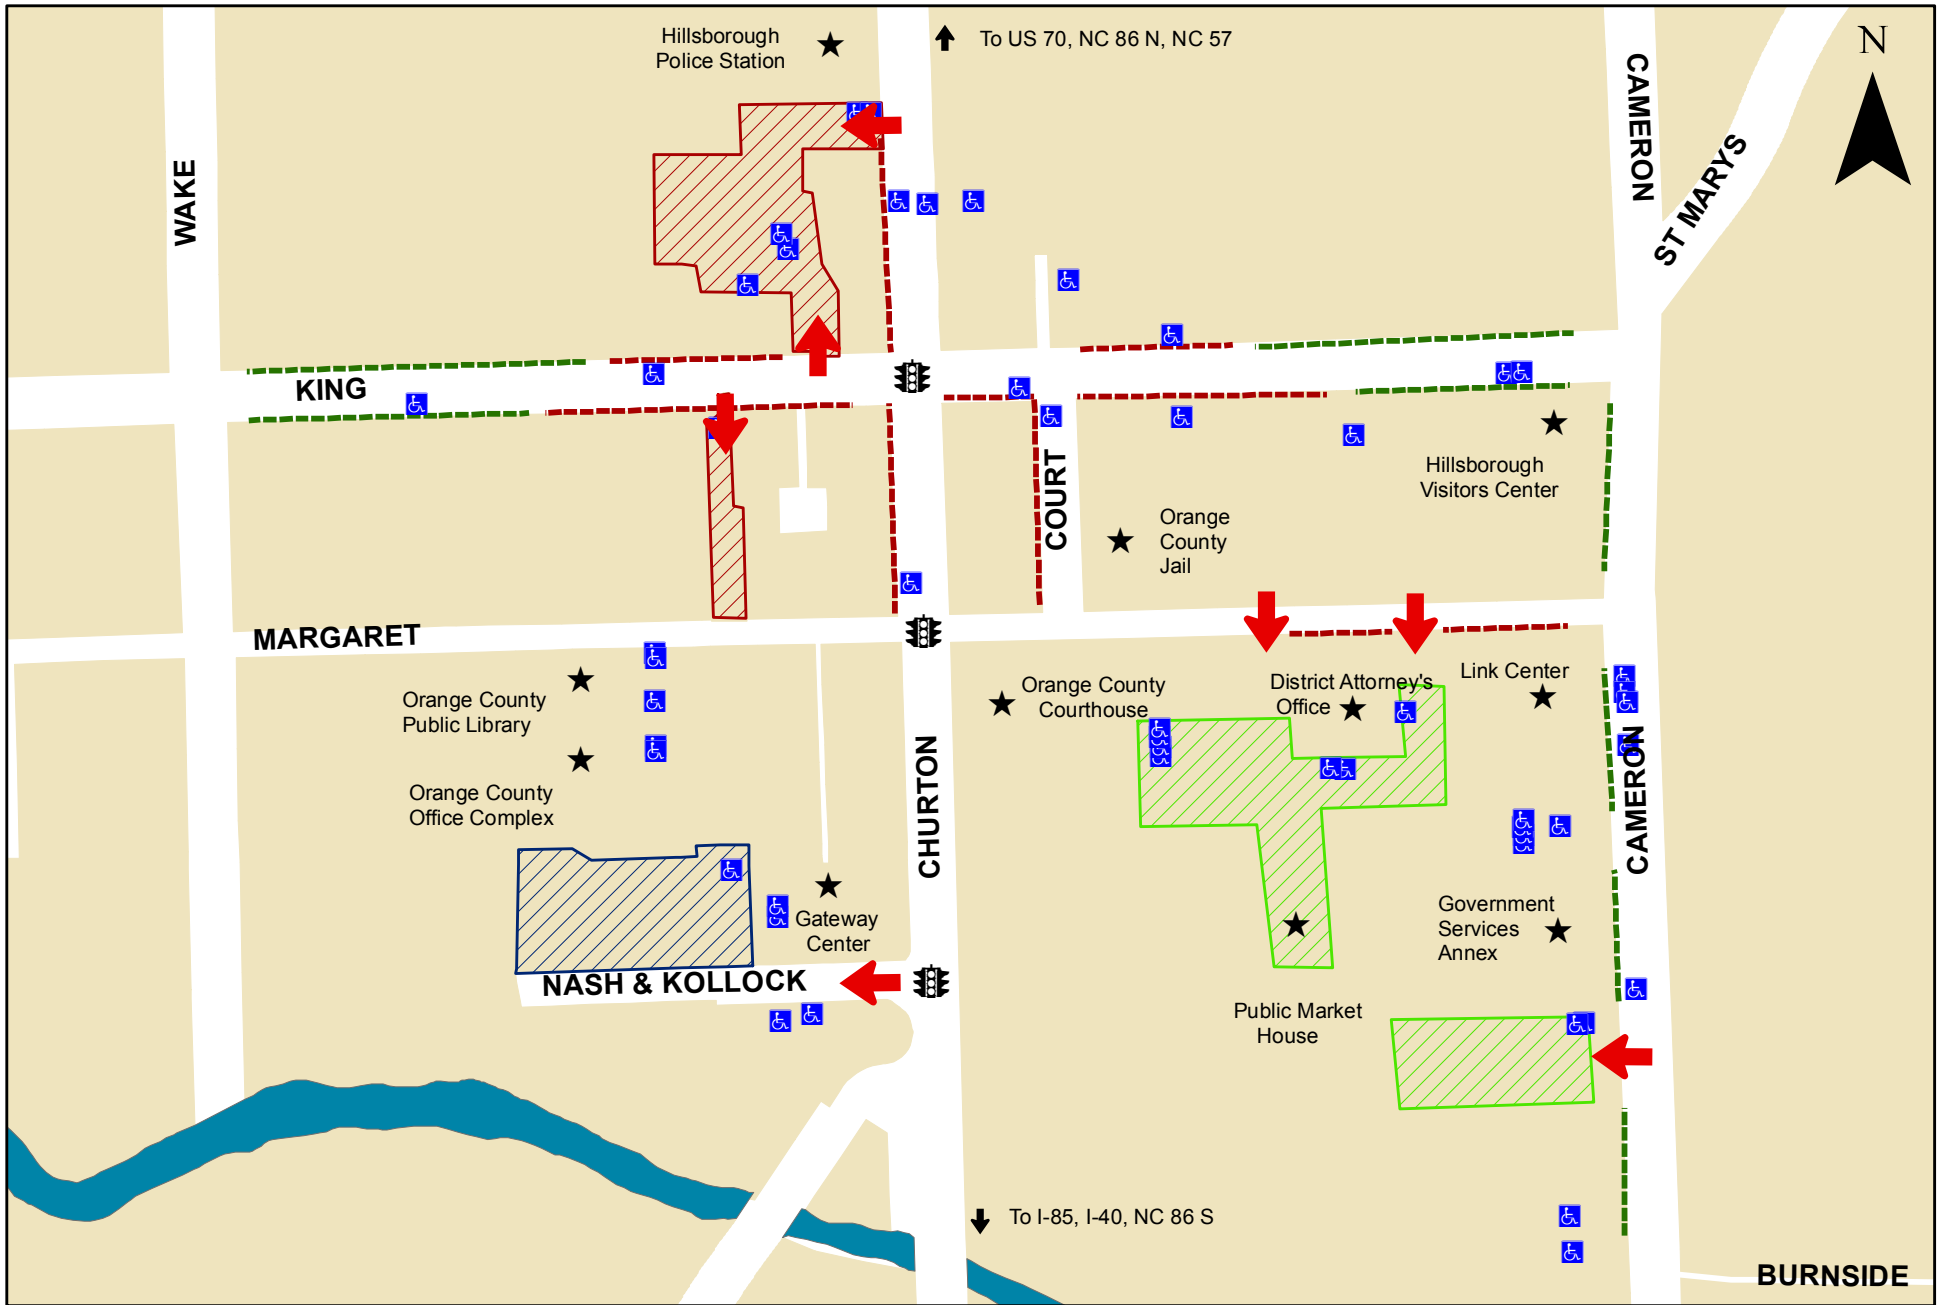 Hillsborough
Police Station
To US 70, NC 86 N, NC 57
N
CAMERON
ST MARYS
WAKE
KING
Hillsborough
Visitors Center
COURT
Orange
County
Jail
MARGARET
Orange County
Public Library
Orange County
Courthouse
District Attorney's
Office
Link Center
Orange County
Office Complex
CHURTON
CAMERON
Gateway
Center
Government
Services
Annex
NASH & KOLLOCK
Public Market
House
To I-85, I-40, NC 86 S
BURNSIDE